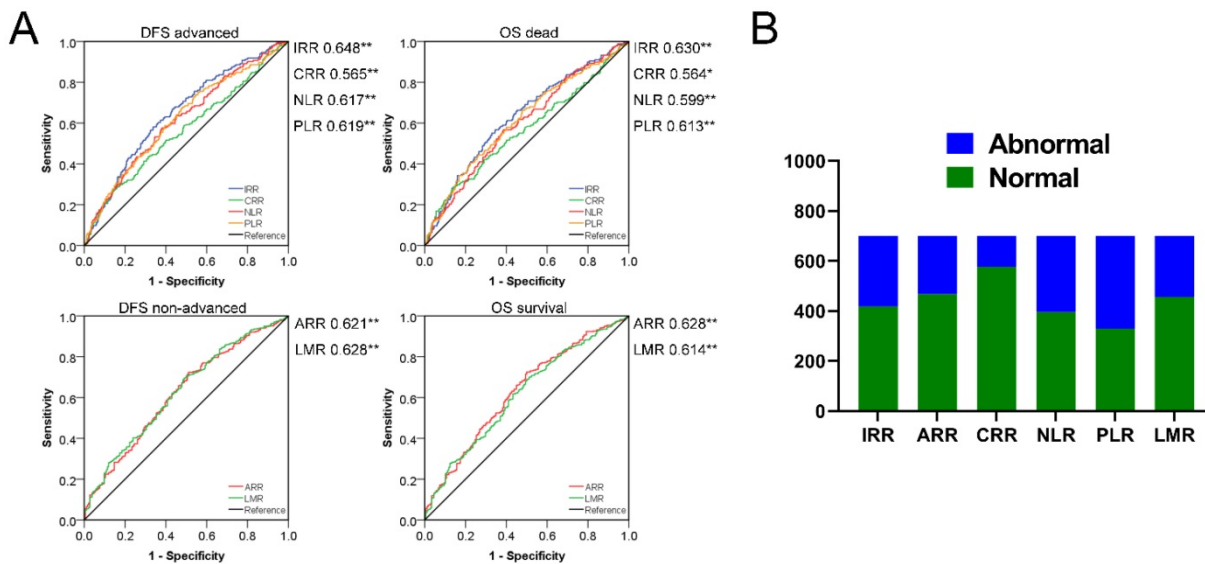 A
DFS advanced
1.0
0.8
0.6
0.4
0.2
0.0
0.0 0.2 0.4 0.6 0.8 1.0
Sensitivity
1 - Specificity
IRR
CRR
NLR
PLR
Reference
IRR 0.648**
CRR 0.565**
NLR 0.617**
PLR 0.619**
OS dead
1.0
0.8
0.6
0.4
0.2
0.0
0.0 0.2 0.4 0.6 0.8 1.0
Sensitivity
1 - Specificity
IRR
CRR
NLR
PLR
Reference
IRR 0.630**
CRR 0.564*
NLR 0.599**
PLR 0.613**
DFS non-advanced
1.0
0.8
0.6
0.4
0.2
0.0
0.0 0.2 0.4 0.6 0.8 1.0
Sensitivity
1 - Specificity
ARR
LMR
Reference
ARR 0.621**
LMR 0.628**
OS survival
1.0
0.8
0.6
0.4
0.2
0.0
0.0 0.2 0.4 0.6 0.8 1.0
Sensitivity
1 - Specificity
ARR
LMR
Reference
ARR 0.628**
LMR 0.614**
B
Abnormal
Normal
1000
800
600
400
200
0
IRR ARR CRR NLR PLR LMR